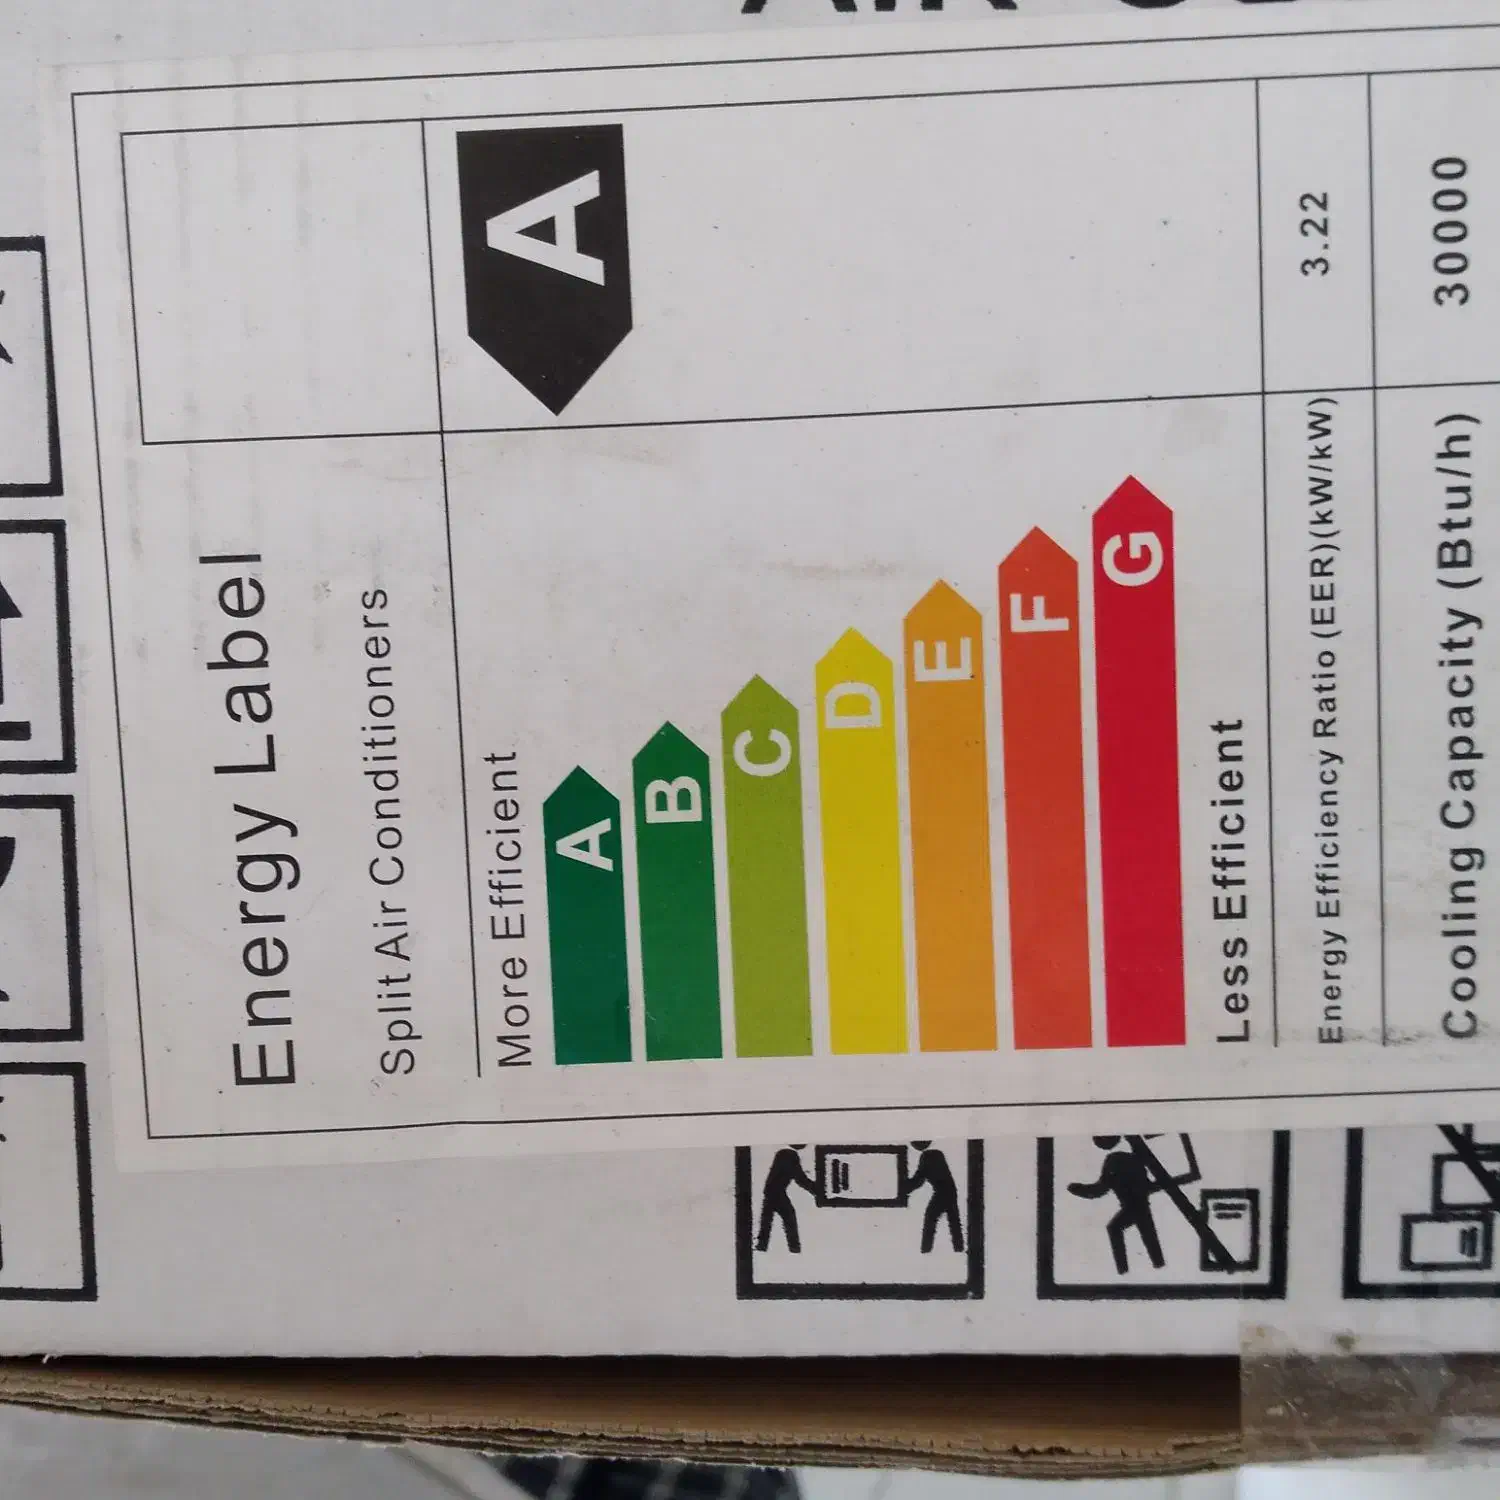 Energy Label
Split Air Conditioners
More Efficient
A
A
B
C
D
E
F
G
Less Efficient
Energy Efficiency Ratio (EER)(kW/kW) 3.22
Cooling Capacity (Btu/h) 30000